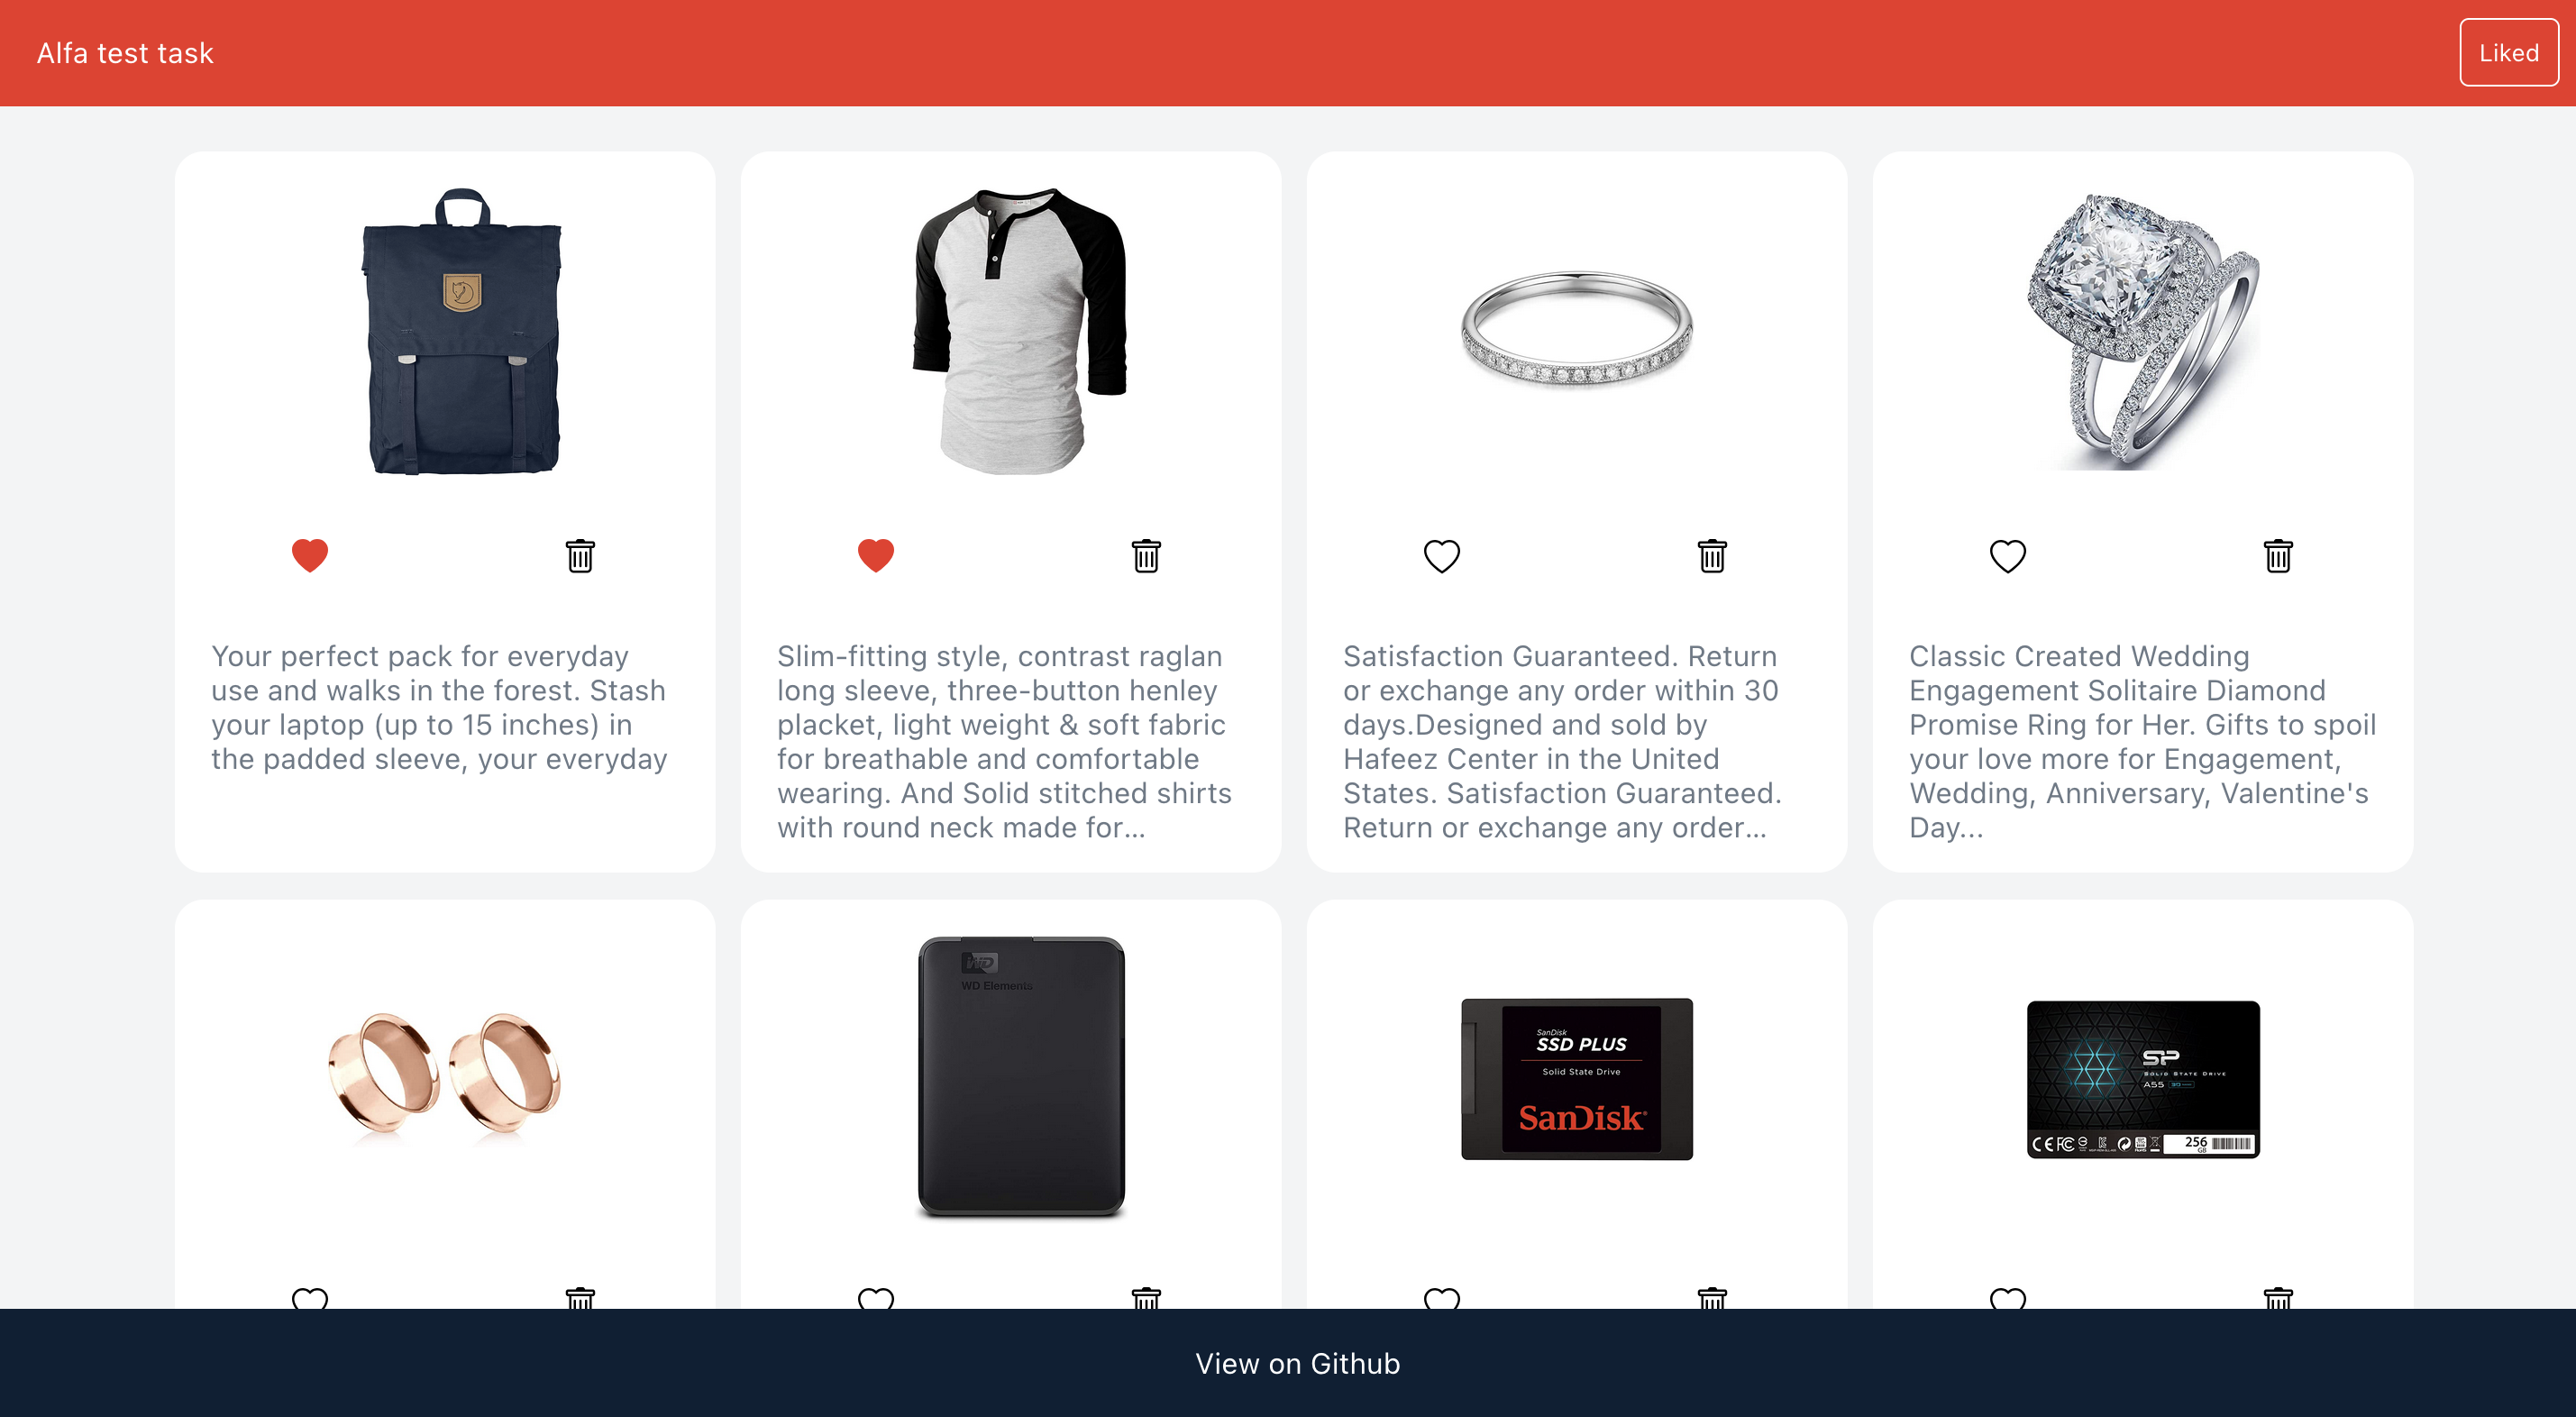 Alfa test task
Liked
Your perfect pack for everyday
use and walks in the forest. Stash
your laptop (up to 15 inches) in
the padded sleeve, your everyday
Slim-fitting style, contrast raglan
long sleeve, three-button henley
placket, light weight & soft fabric
for breathable and comfortable
wearing. And Solid stitched shirts
with round neck made for...
Satisfaction Guaranteed. Return
or exchange any order within 30
days.Designed and sold by
Hafeez Center in the United
States. Satisfaction Guaranteed.
Return or exchange any order...
Classic Created Wedding
Engagement Solitaire Diamond
Promise Ring for Her. Gifts to spoil
your love more for Engagement,
Wedding, Anniversary, Valentine's
Day...
WD
WD Elements
SanDisk
SSD PLUS
Solid State Drive
SanDisk
SP
SOLID STATE DRIVE
A55
256
GB
View on Github